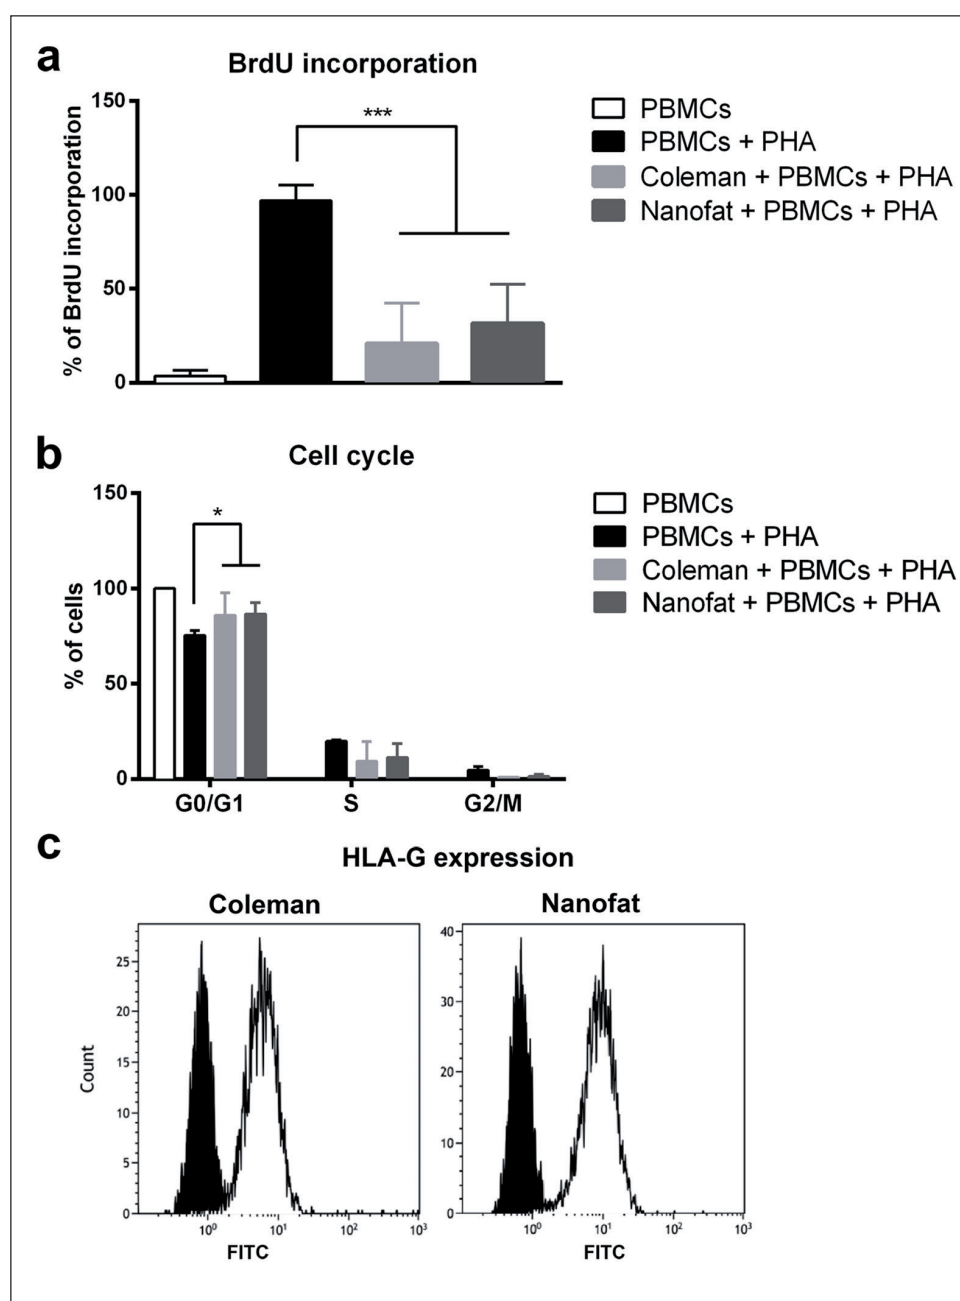 a
BrdU incorporation
% of BrdU incorporation
150
100
50
0
***
PBMCs
PBMCs + PHA
Coleman + PBMCs + PHA
Nanofat + PBMCs + PHA
b
Cell cycle
% of cells
150
100
50
0
*
G0/G1 S G2/M
PBMCs
PBMCs + PHA
Coleman + PBMCs + PHA
Nanofat + PBMCs + PHA
c
HLA-G expression
Coleman
Count
25
20
15
10
5
0
10⁰ 10¹ 10² 10³
FITC
Nanofat
40
30
20
10
0
10⁰ 10¹ 10² 10³
FITC